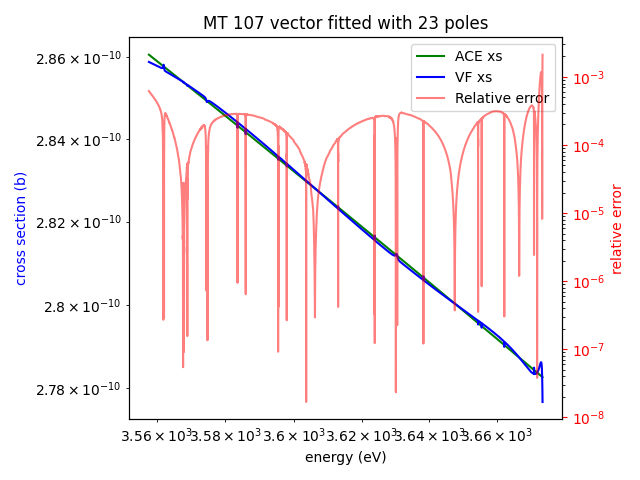 MT 107 vector fitted with 23 poles
ACE xs
VF xs
Relative error
2.86 × 10⁻¹⁰
2.84 × 10⁻¹⁰
2.82 × 10⁻¹⁰
2.8 × 10⁻¹⁰
2.78 × 10⁻¹⁰
cross section (b)
10⁻³
10⁻⁴
10⁻⁵
10⁻⁶
10⁻⁷
10⁻⁸
relative error
3.56 × 10³ 3.58 × 10³ 3.6 × 10³ 3.62 × 10³ 3.64 × 10³ 3.66 × 10³
energy (eV)